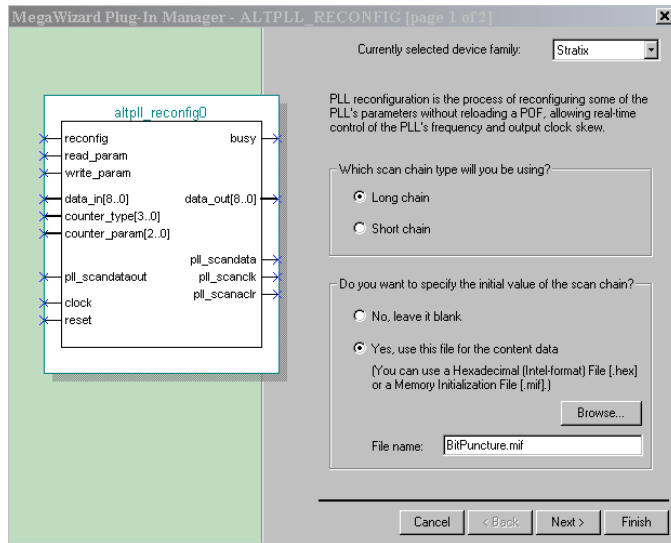 MegaWizard Plug-In Manager - ALTPLL_RECONFIG [page 1 of 2]
Currently selected device family: Stratix
altpll_reconfig0
reconfig busy
read_param
write_param
data_in[8..0] data_out[8..0]
counter_type[3..0]
counter_param[2..0]
pll_scandata
pll_scandataout pll_scanclk
pll_scanaclr
clock
reset
PLL reconfiguration is the process of reconfiguring some of the
PLL's parameters without reloading a POF, allowing real-time
control of the PLL's frequency and output clock skew.
Which scan chain type will you be using?
Long chain
Short chain
Do you want to specify the initial value of the scan chain?
No, leave it blank
Yes, use this file for the content data
(You can use a Hexadecimal (Intel-format) File [.hex]
or a Memory Initialization File [.mif].)
Browse...
File name: BitPuncture.mif
Cancel < Back Next > Finish